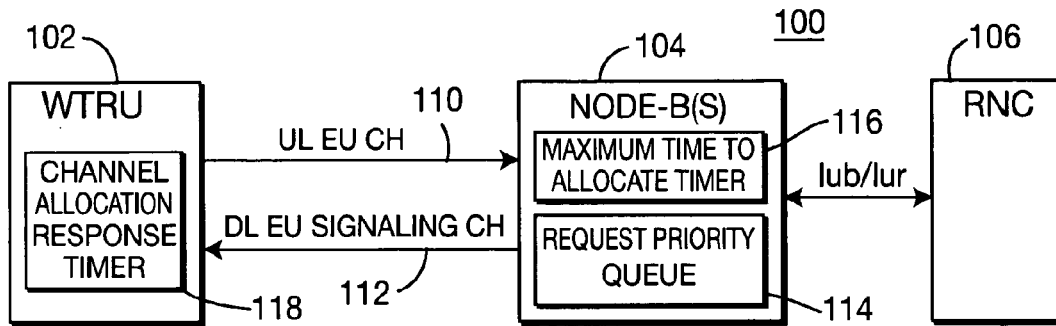 100
102
104
106
WTRU
NODE-B(S)
RNC
110
116
UL EU CH
MAXIMUM TIME TO
ALLOCATE TIMER
CHANNEL
ALLOCATION
RESPONSE
TIMER
Iub/Iur
DL EU SIGNALING CH
REQUEST PRIORITY
QUEUE
118
112
114